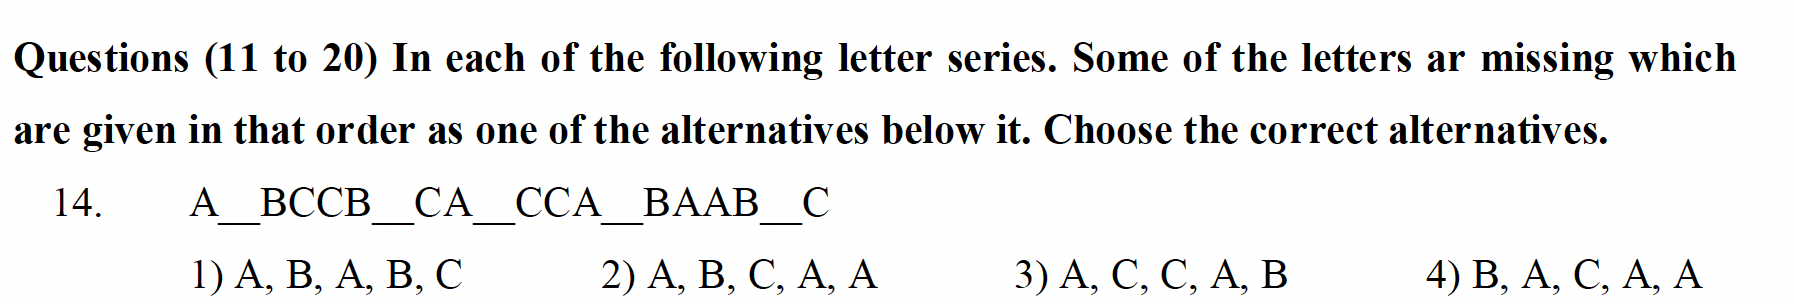 Questions (11 to 20) In each of the following letter series. Some of the letters ar missing which
are given in that order as one of the alternatives below it. Choose the correct alternatives.
14. A__BCCB__CA__CCA__BAAB__C
1) A, B, A, B, C 2) A, B, C, A, A 3) A, C, C, A, B 4) B, A, C, A, A